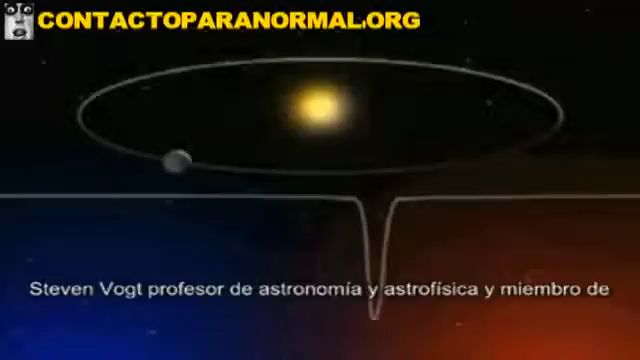 CONTACTOPARANORMAL.ORG
Steven Vogt profesor de astronomía y astrofísica y miembro de